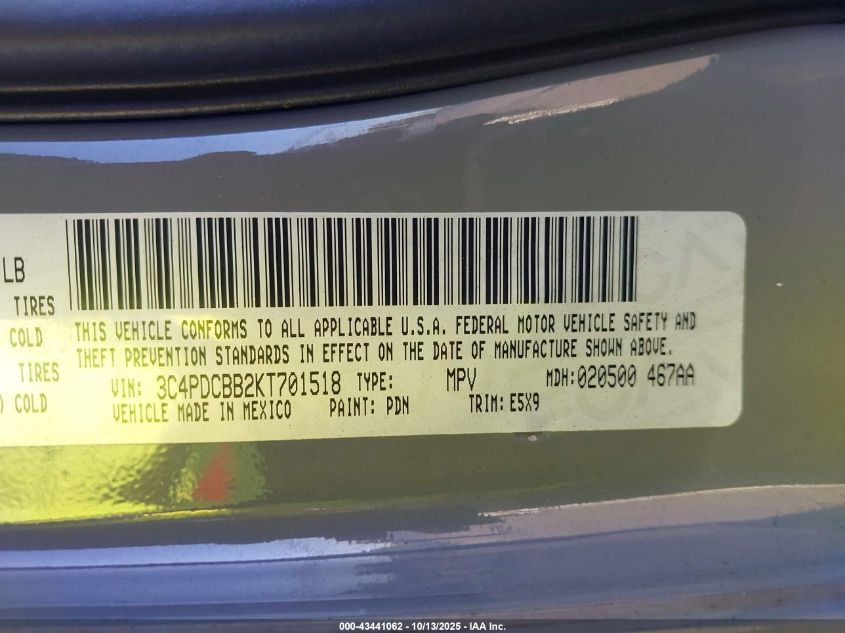 LB
TIRES
COLD
TIRES
) COLD
THIS VEHICLE CONFORMS TO ALL APPLICABLE U.S.A. FEDERAL MOTOR VEHICLE SAFETY AND
THEFT PREVENTION STANDARDS IN EFFECT ON THE DATE OF MANUFACTURE SHOWN ABOVE.
VIN: 3C4PDCBB2KT701518 TYPE: MPV MDH:020500 467AA
VEHICLE MADE IN MEXICO PAINT: PDN TRIM: E5X9
000-43441062 - 10/13/2025 - IAA Inc.